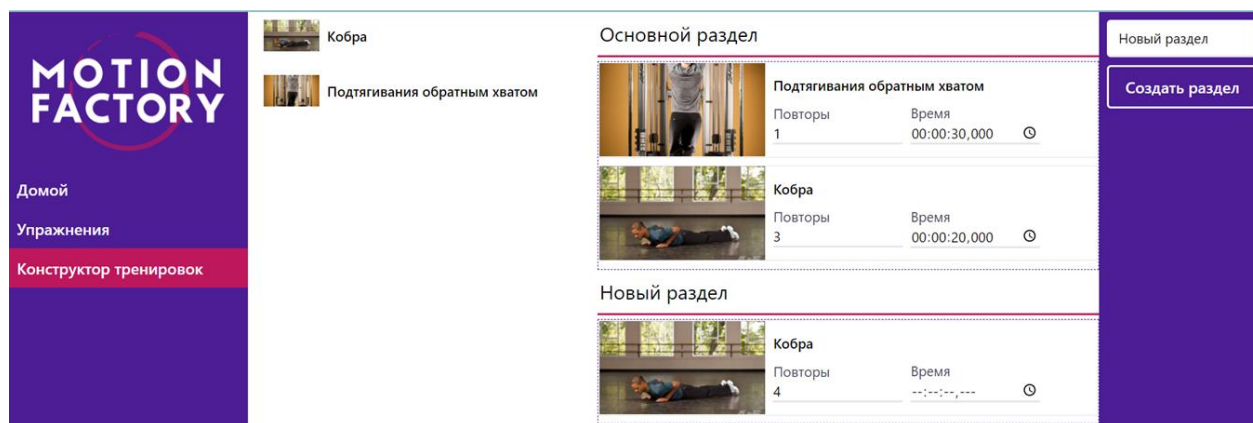 MOTION
FACTORY
Домой
Упражнения
Конструктор тренировок
Кобра
Подтягивания обратным хватом
Основной раздел
Подтягивания обратным хватом
Повторы Время
1 00:00:30,000
Кобра
Повторы Время
3 00:00:20,000
Новый раздел
Кобра
Повторы Время
4 --:--:--,---
Новый раздел
Создать раздел